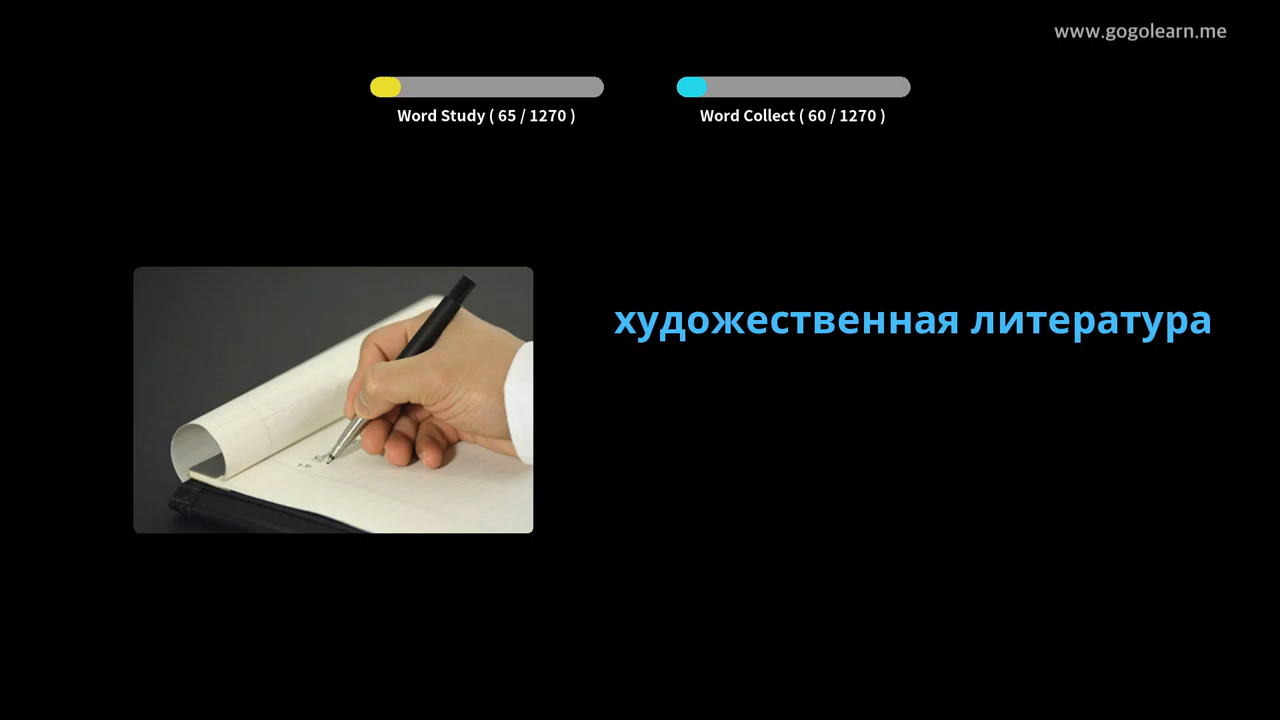 www.gogolearn.me
Word Study ( 65 / 1270 )
Word Collect ( 60 / 1270 )
художественная литература